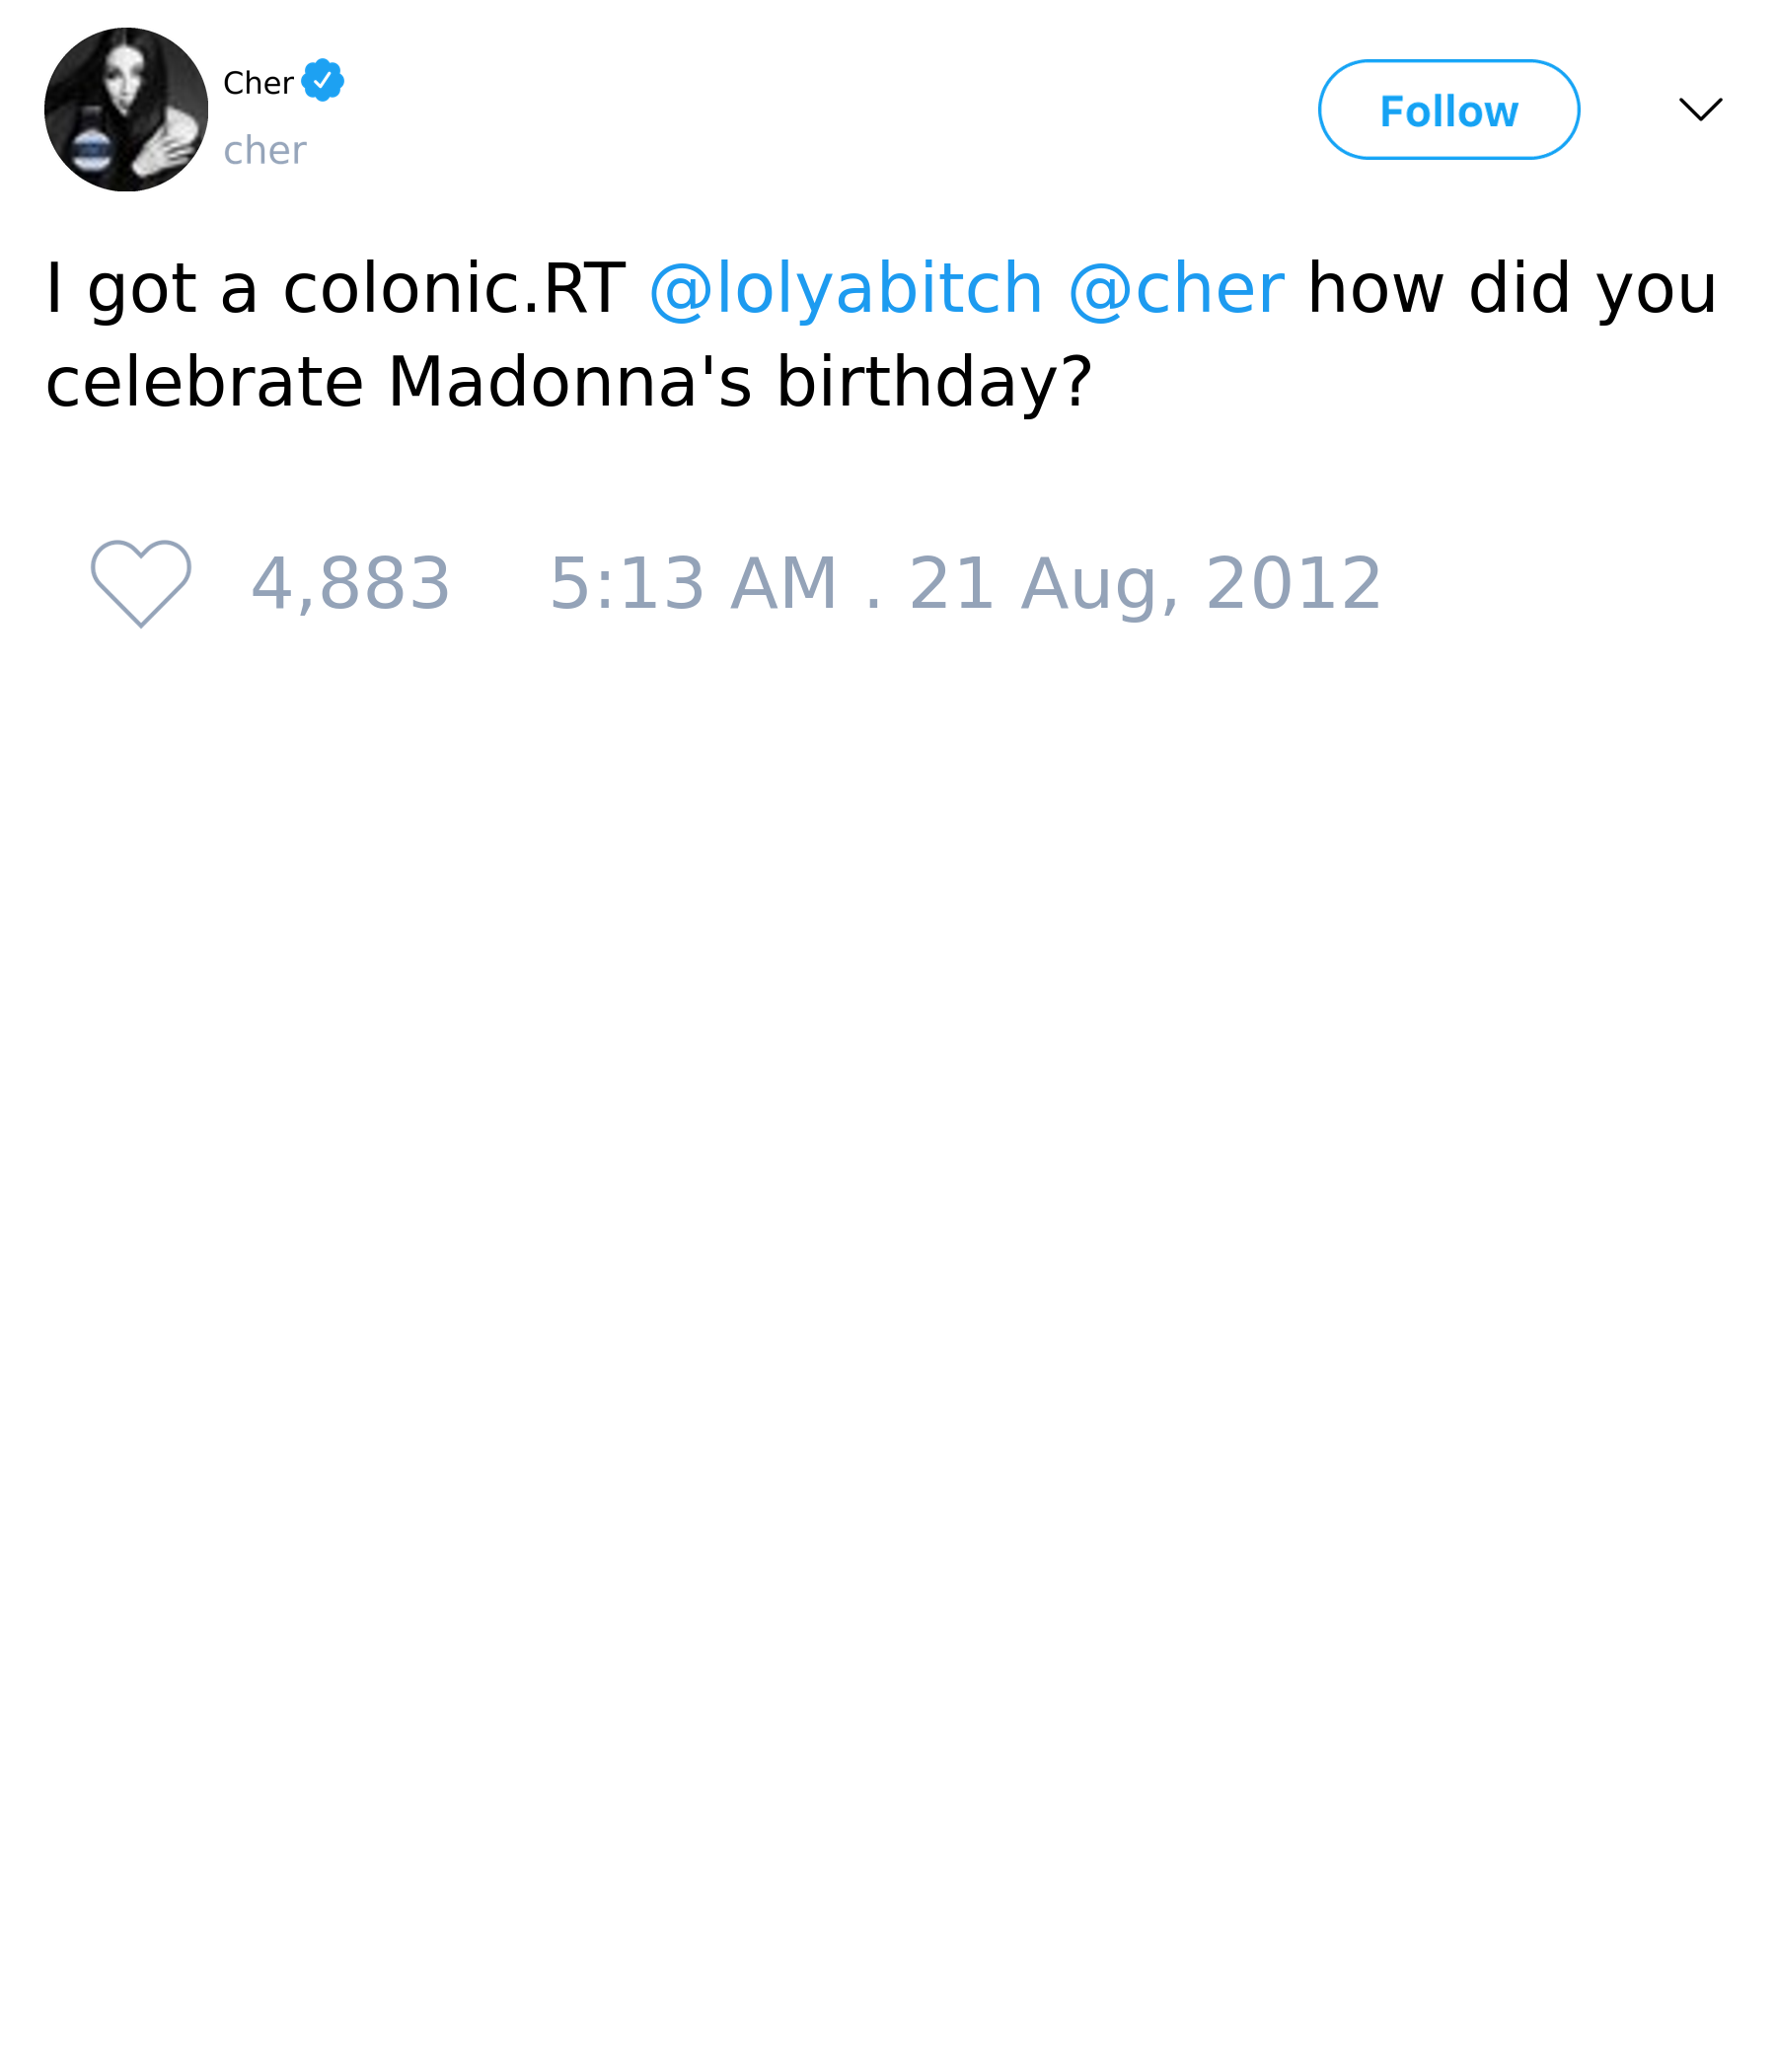 Cher
cher
Follow
I got a colonic.RT @lolyabitch @cher how did you
celebrate Madonna's birthday?
4,883 5:13 AM . 21 Aug, 2012